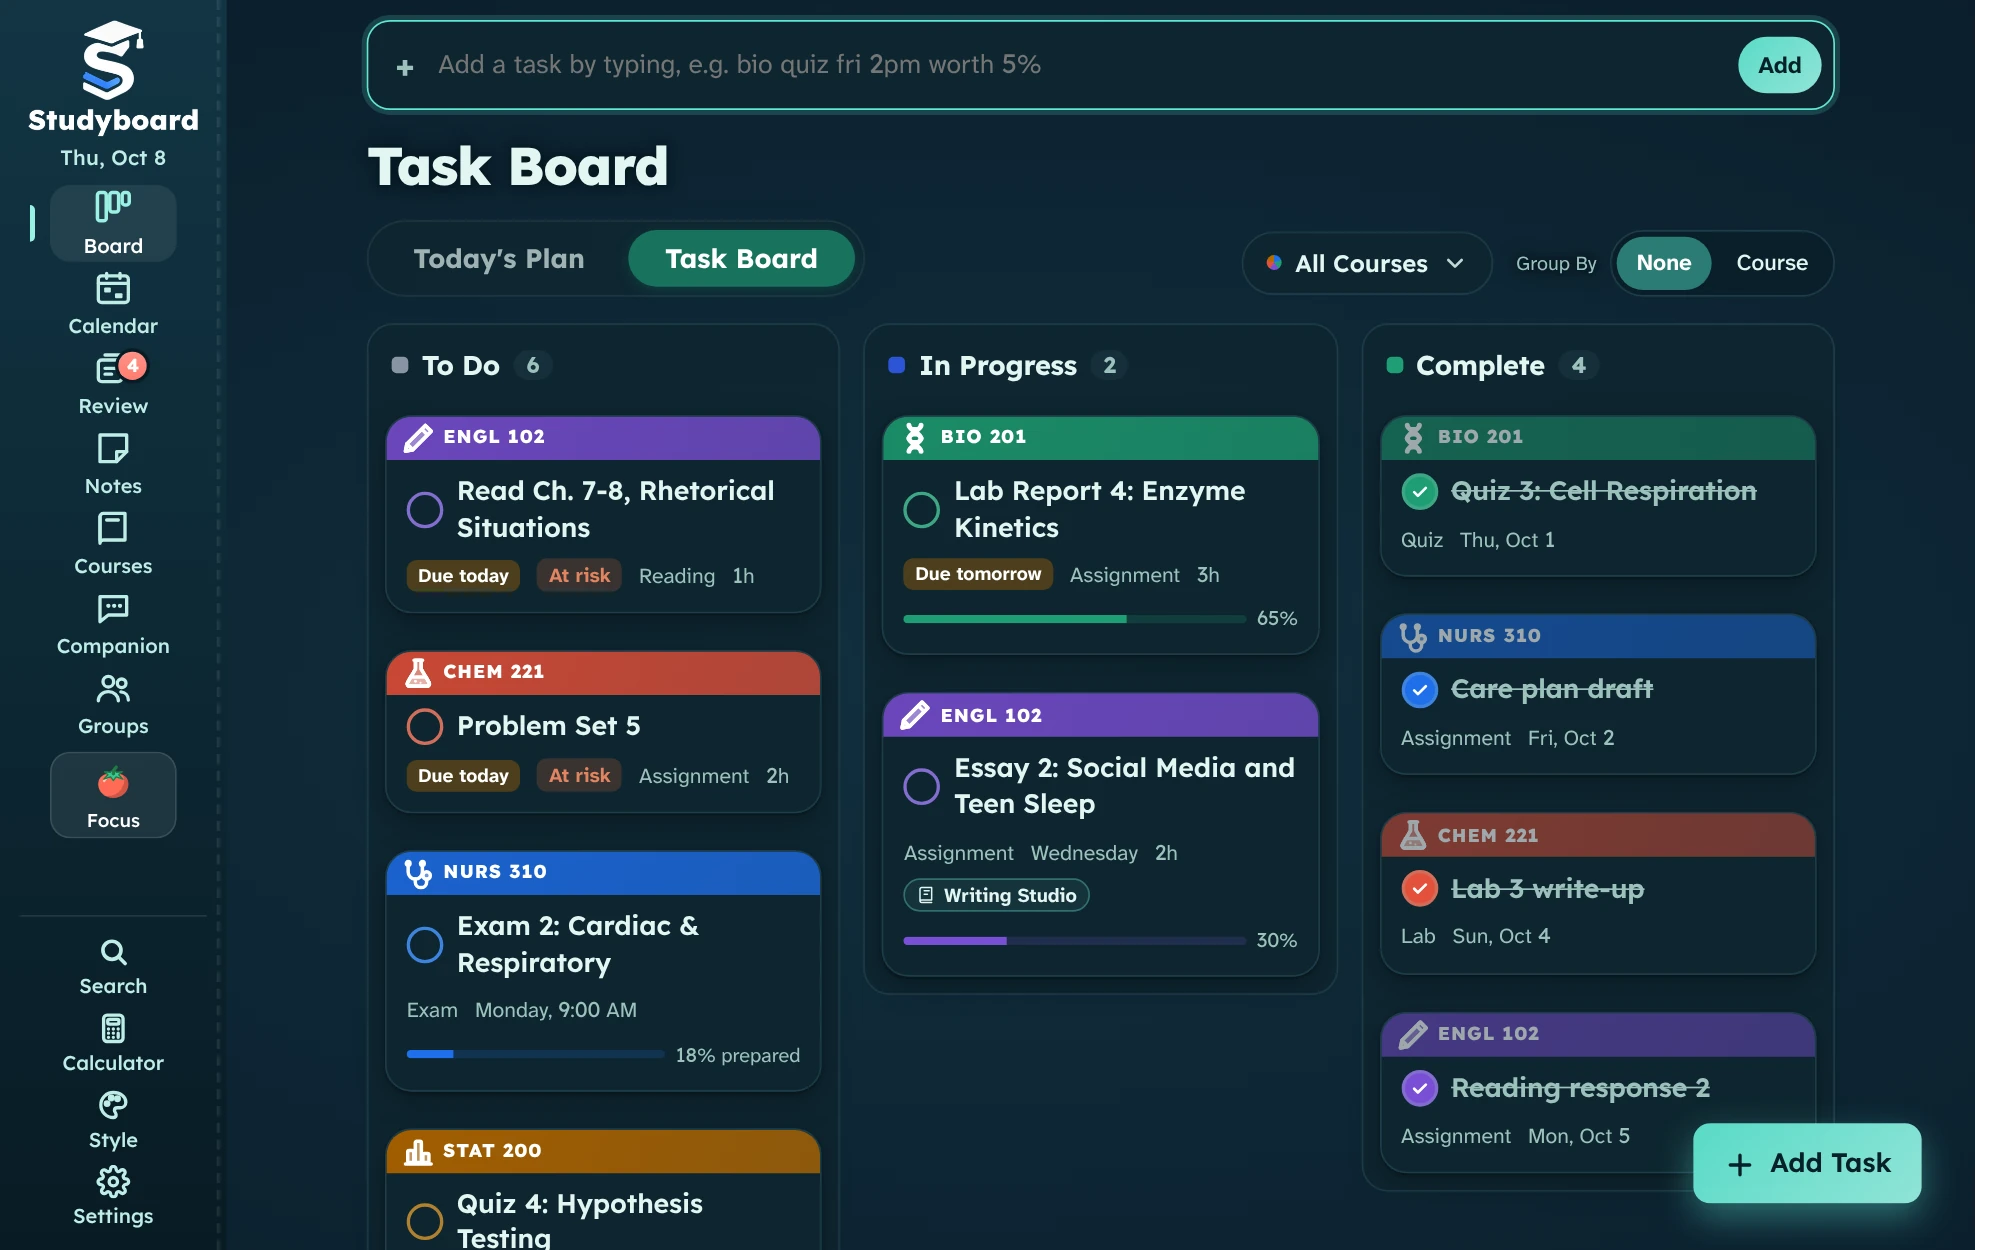 Studyboard
Thu, Oct 8
Board
Calendar
4
Review
Notes
Courses
Companion
Groups
Focus
Search
Calculator
Style
Settings
+ Add a task by typing, e.g. bio quiz fri 2pm worth 5%
Add
Task Board
Today's Plan
Task Board
All Courses
Group By
None
Course
To Do 6
ENGL 102
Read Ch. 7-8, Rhetorical
Situations
Due today At risk Reading 1h
CHEM 221
Problem Set 5
Due today At risk Assignment 2h
NURS 310
Exam 2: Cardiac &
Respiratory
Exam Monday, 9:00 AM
18% prepared
STAT 200
Quiz 4: Hypothesis
Testing
In Progress 2
BIO 201
Lab Report 4: Enzyme
Kinetics
Due tomorrow Assignment 3h
65%
ENGL 102
Essay 2: Social Media and
Teen Sleep
Assignment Wednesday 2h
Writing Studio
30%
Complete 4
BIO 201
Quiz 3: Cell Respiration
Quiz Thu, Oct 1
NURS 310
Care plan draft
Assignment Fri, Oct 2
CHEM 221
Lab 3 write-up
Lab Sun, Oct 4
ENGL 102
Reading response 2
Assignment Mon, Oct 5
+ Add Task